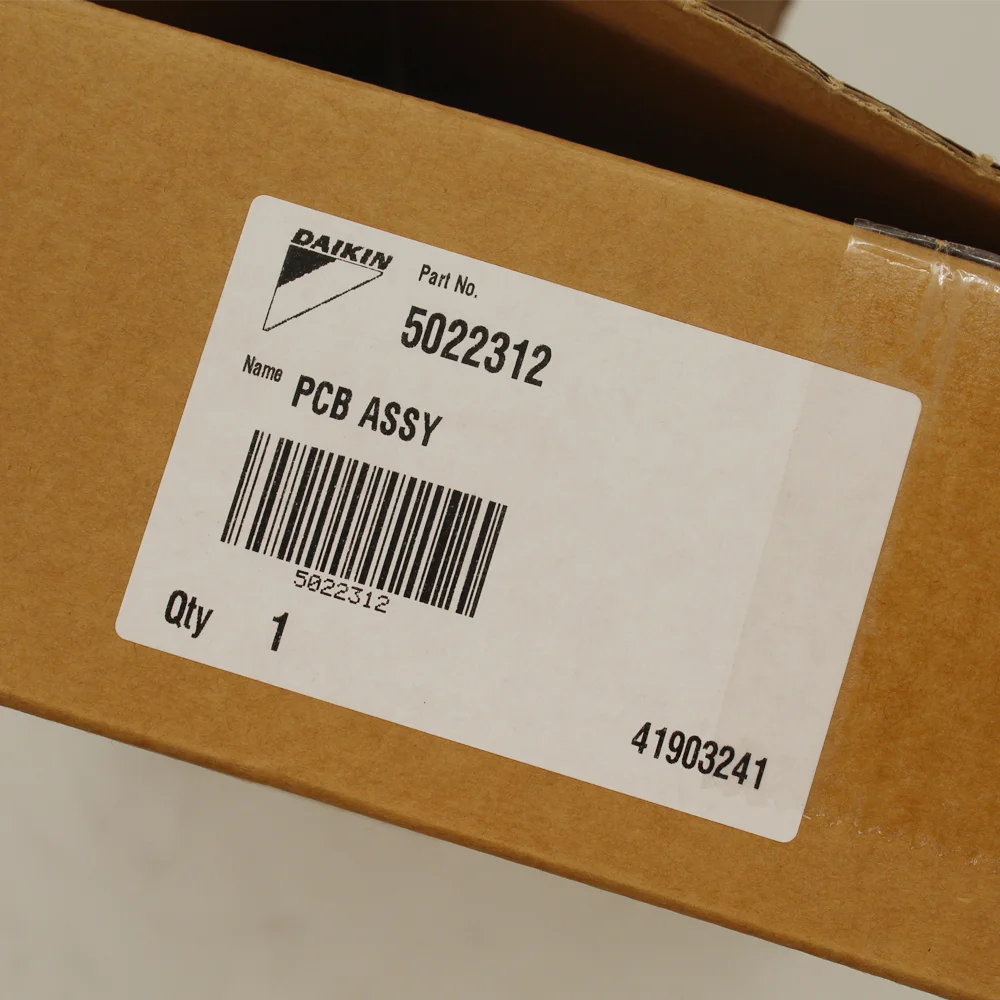 DAIKIN
Part No.
5022312
Name PCB ASSY
5022312
Qty 1
41903241